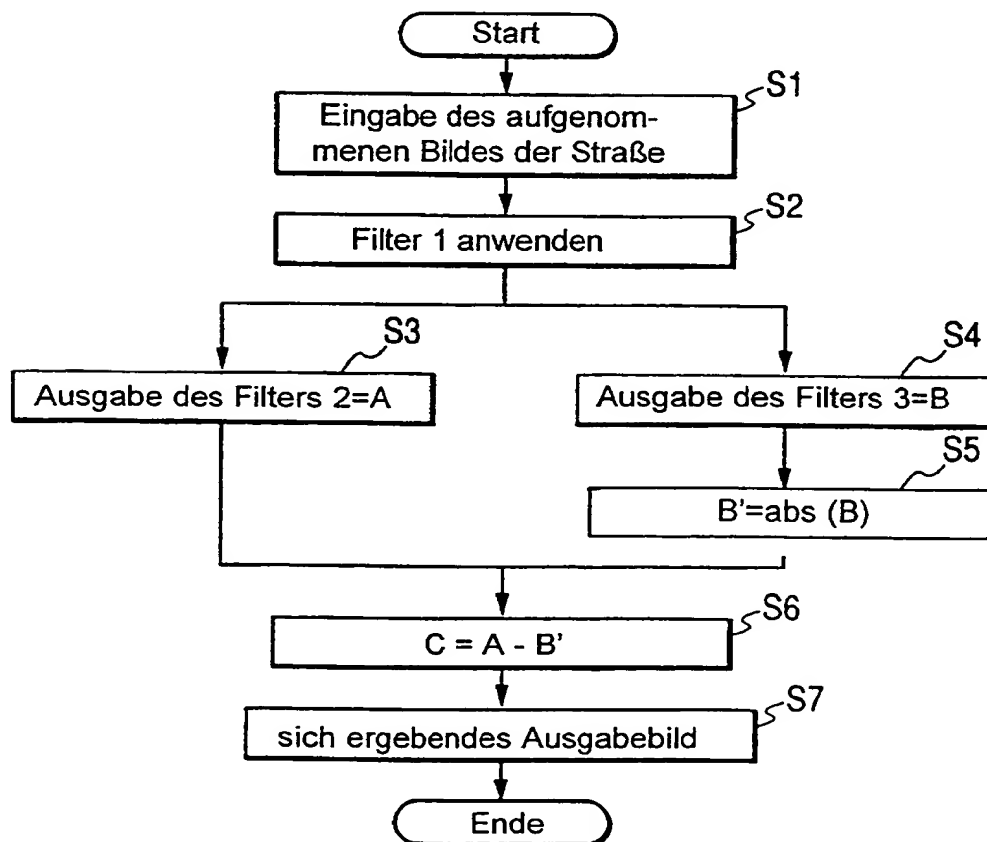 Start
S1
Eingabe des aufgenom-
menen Bildes der Straße
S2
Filter 1 anwenden
S3
Ausgabe des Filters 2=A
S4
Ausgabe des Filters 3=B
S5
B'=abs (B)
S6
C = A - B'
S7
sich ergebendes Ausgabebild
Ende